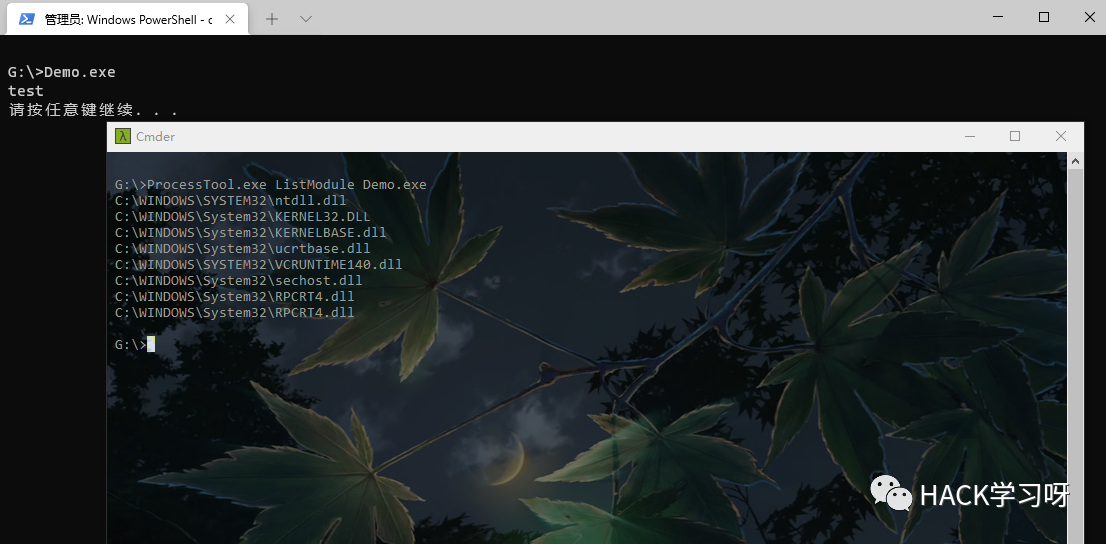 管理员: Windows PowerShell - c
G:\>Demo.exe
test
请按任意键继续. . .
Cmder
G:\>ProcessTool.exe ListModule Demo.exe
C:\WINDOWS\SYSTEM32\ntdll.dll
C:\WINDOWS\System32\KERNEL32.DLL
C:\WINDOWS\System32\KERNELBASE.dll
C:\WINDOWS\System32\ucrtbase.dll
C:\WINDOWS\SYSTEM32\VCRUNTIME140.dll
C:\WINDOWS\System32\sechost.dll
C:\WINDOWS\System32\RPCRT4.dll
C:\WINDOWS\System32\RPCRT4.dll
G:\>
HACK学习呀